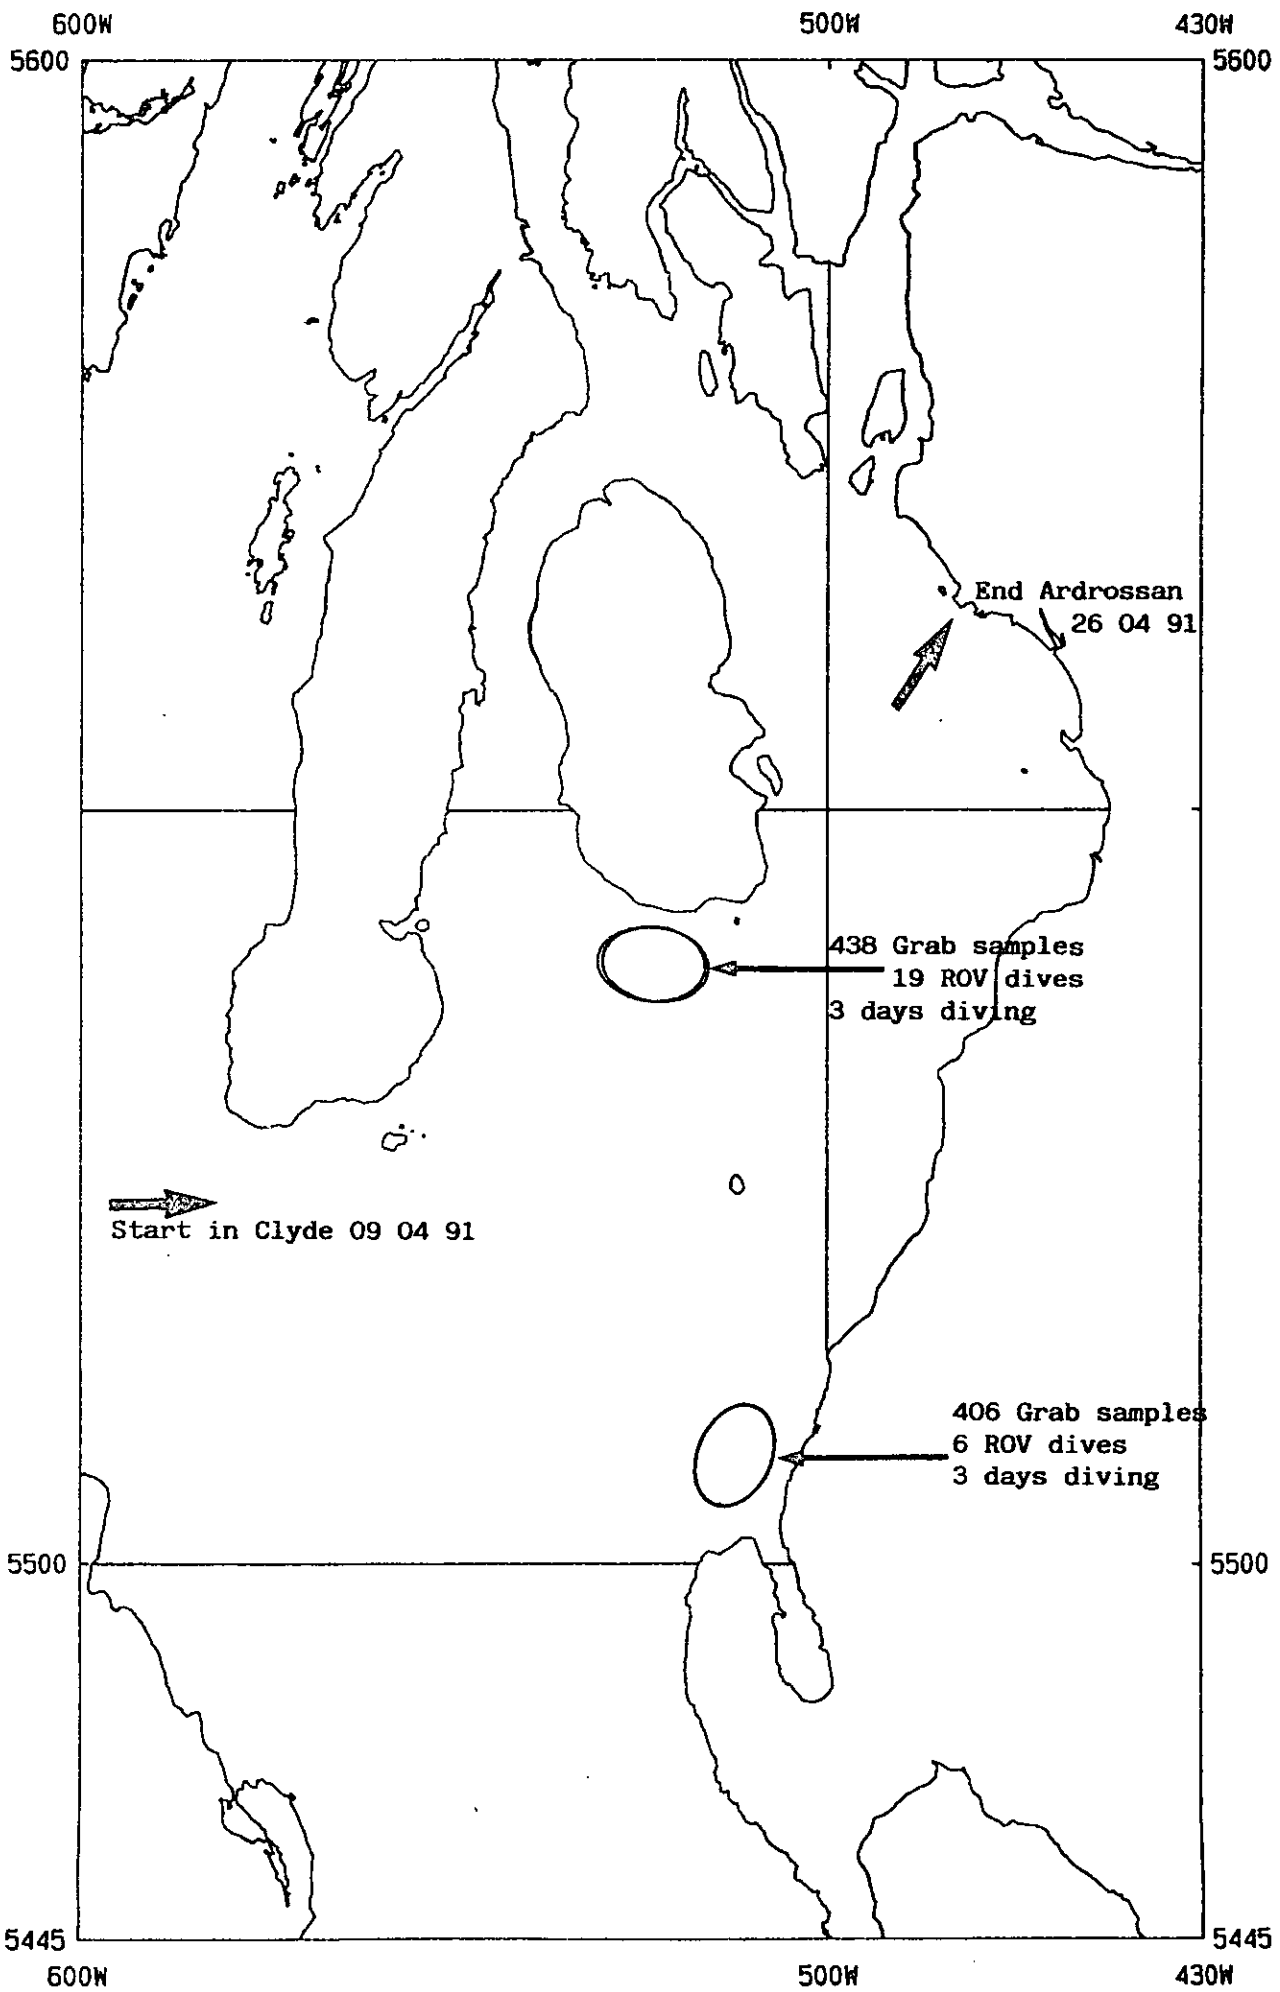 600W 500W 430W
5600 5600
End Ardrossan
26 04 91
438 Grab samples
19 ROV dives
3 days diving
Start in Clyde 09 04 91
406 Grab samples
6 ROV dives
3 days diving
5500 5500
5445 5445
600W 500W 430W